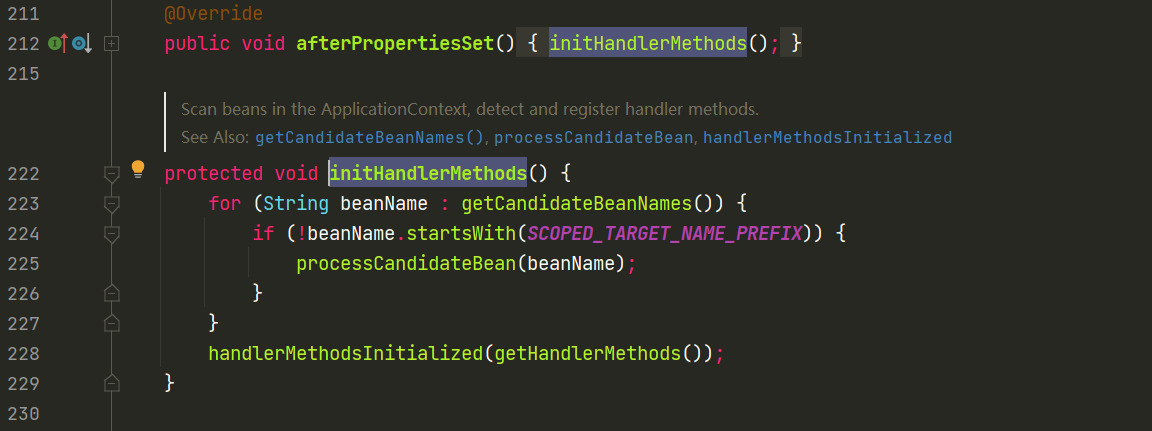 211 @Override
212 public void afterPropertiesSet() { initHandlerMethods(); }
215
Scan beans in the ApplicationContext, detect and register handler methods.
See Also: getCandidateBeanNames(), processCandidateBean, handlerMethodsInitialized
222 protected void initHandlerMethods() {
223 for (String beanName : getCandidateBeanNames()) {
224 if (!beanName.startsWith(SCOPED_TARGET_NAME_PREFIX)) {
225 processCandidateBean(beanName);
226 }
227 }
228 handlerMethodsInitialized(getHandlerMethods());
229 }
230